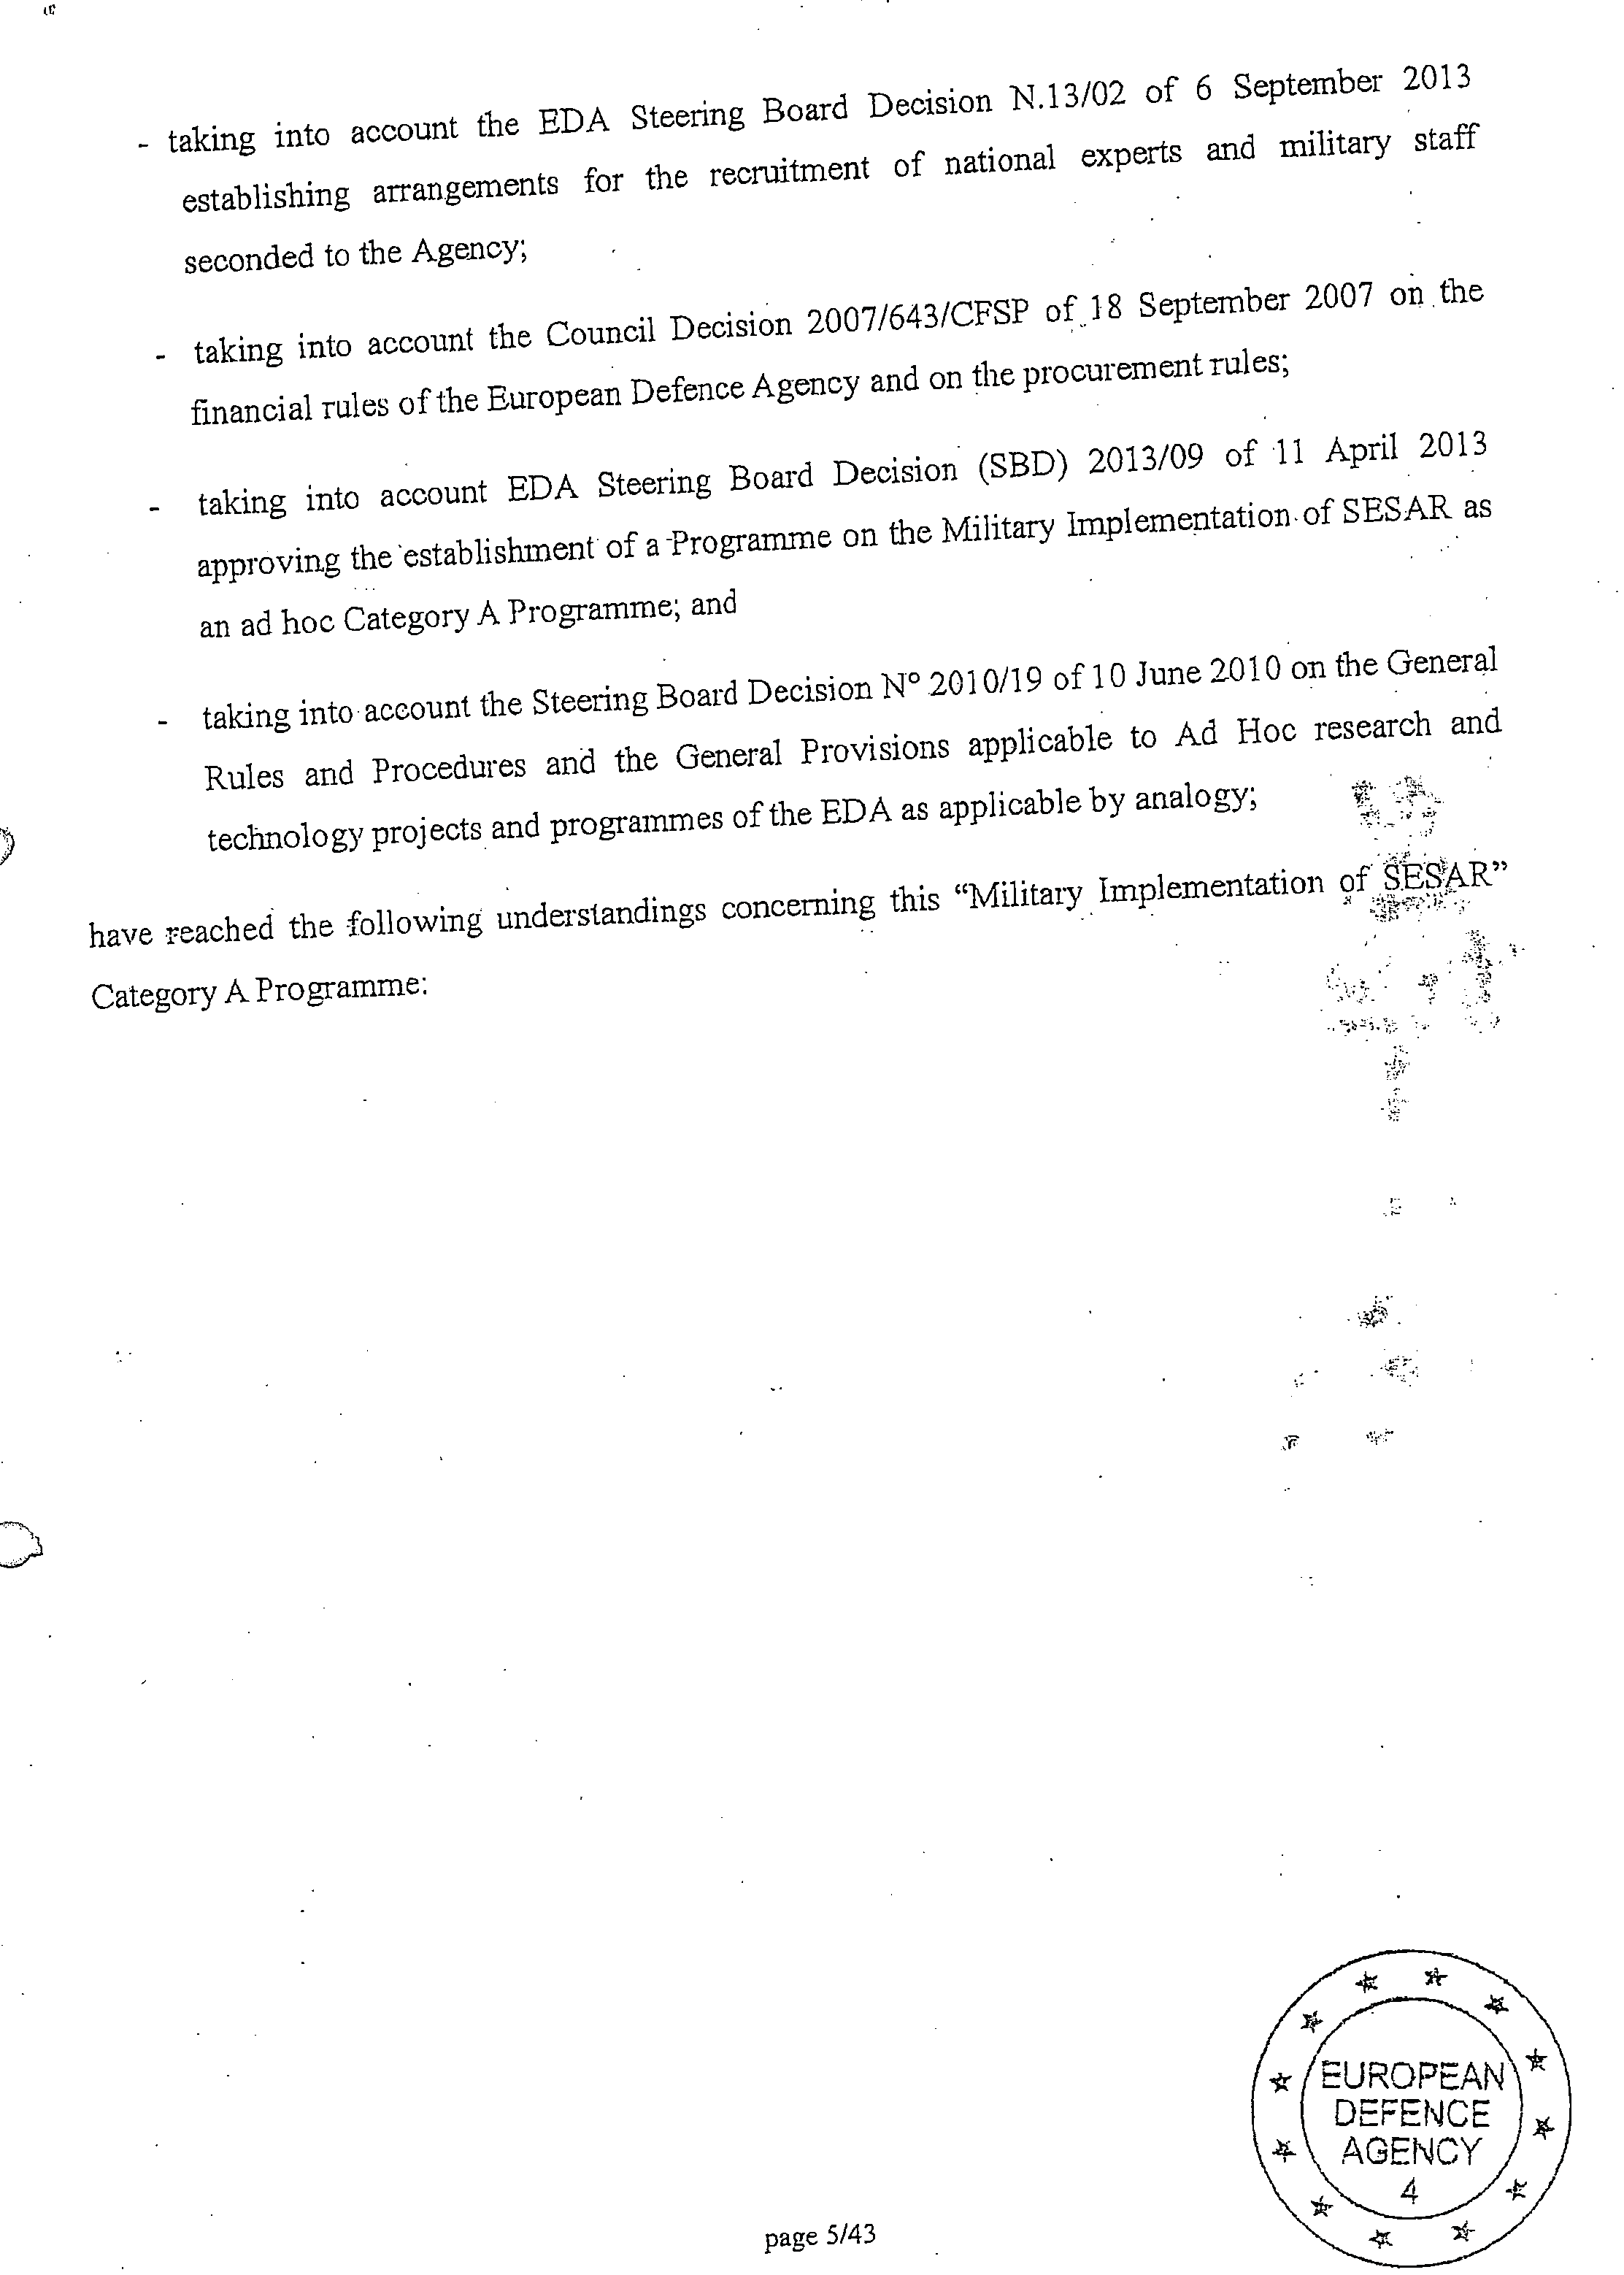 - taking into account the EDA Steering Board Decision N.13/02 of 6 September 2013
establishing arrangements for the recruitment of national experts and military staff
seconded to the Agency;
- taking into account the Council Decision 2007/643/CFSP of 18 September 2007 on the
financial rules of the European Defence Agency and on the procurement rules;
- taking into account EDA Steering Board Decision (SBD) 2013/09 of 11 April 2013
approving the establishment of a Programme on the Military Implementation of SESAR as
an ad hoc Category A Programme; and
- taking into account the Steering Board Decision N° 2010/19 of 10 June 2010 on the General
Rules and Procedures and the General Provisions applicable to Ad Hoc research and
technology projects and programmes of the EDA as applicable by analogy;
have reached the following understandings concerning this “Military Implementation of SESAR”
Category A Programme:
EUROPEAN
DEFENCE
AGENCY
4
page 5/43